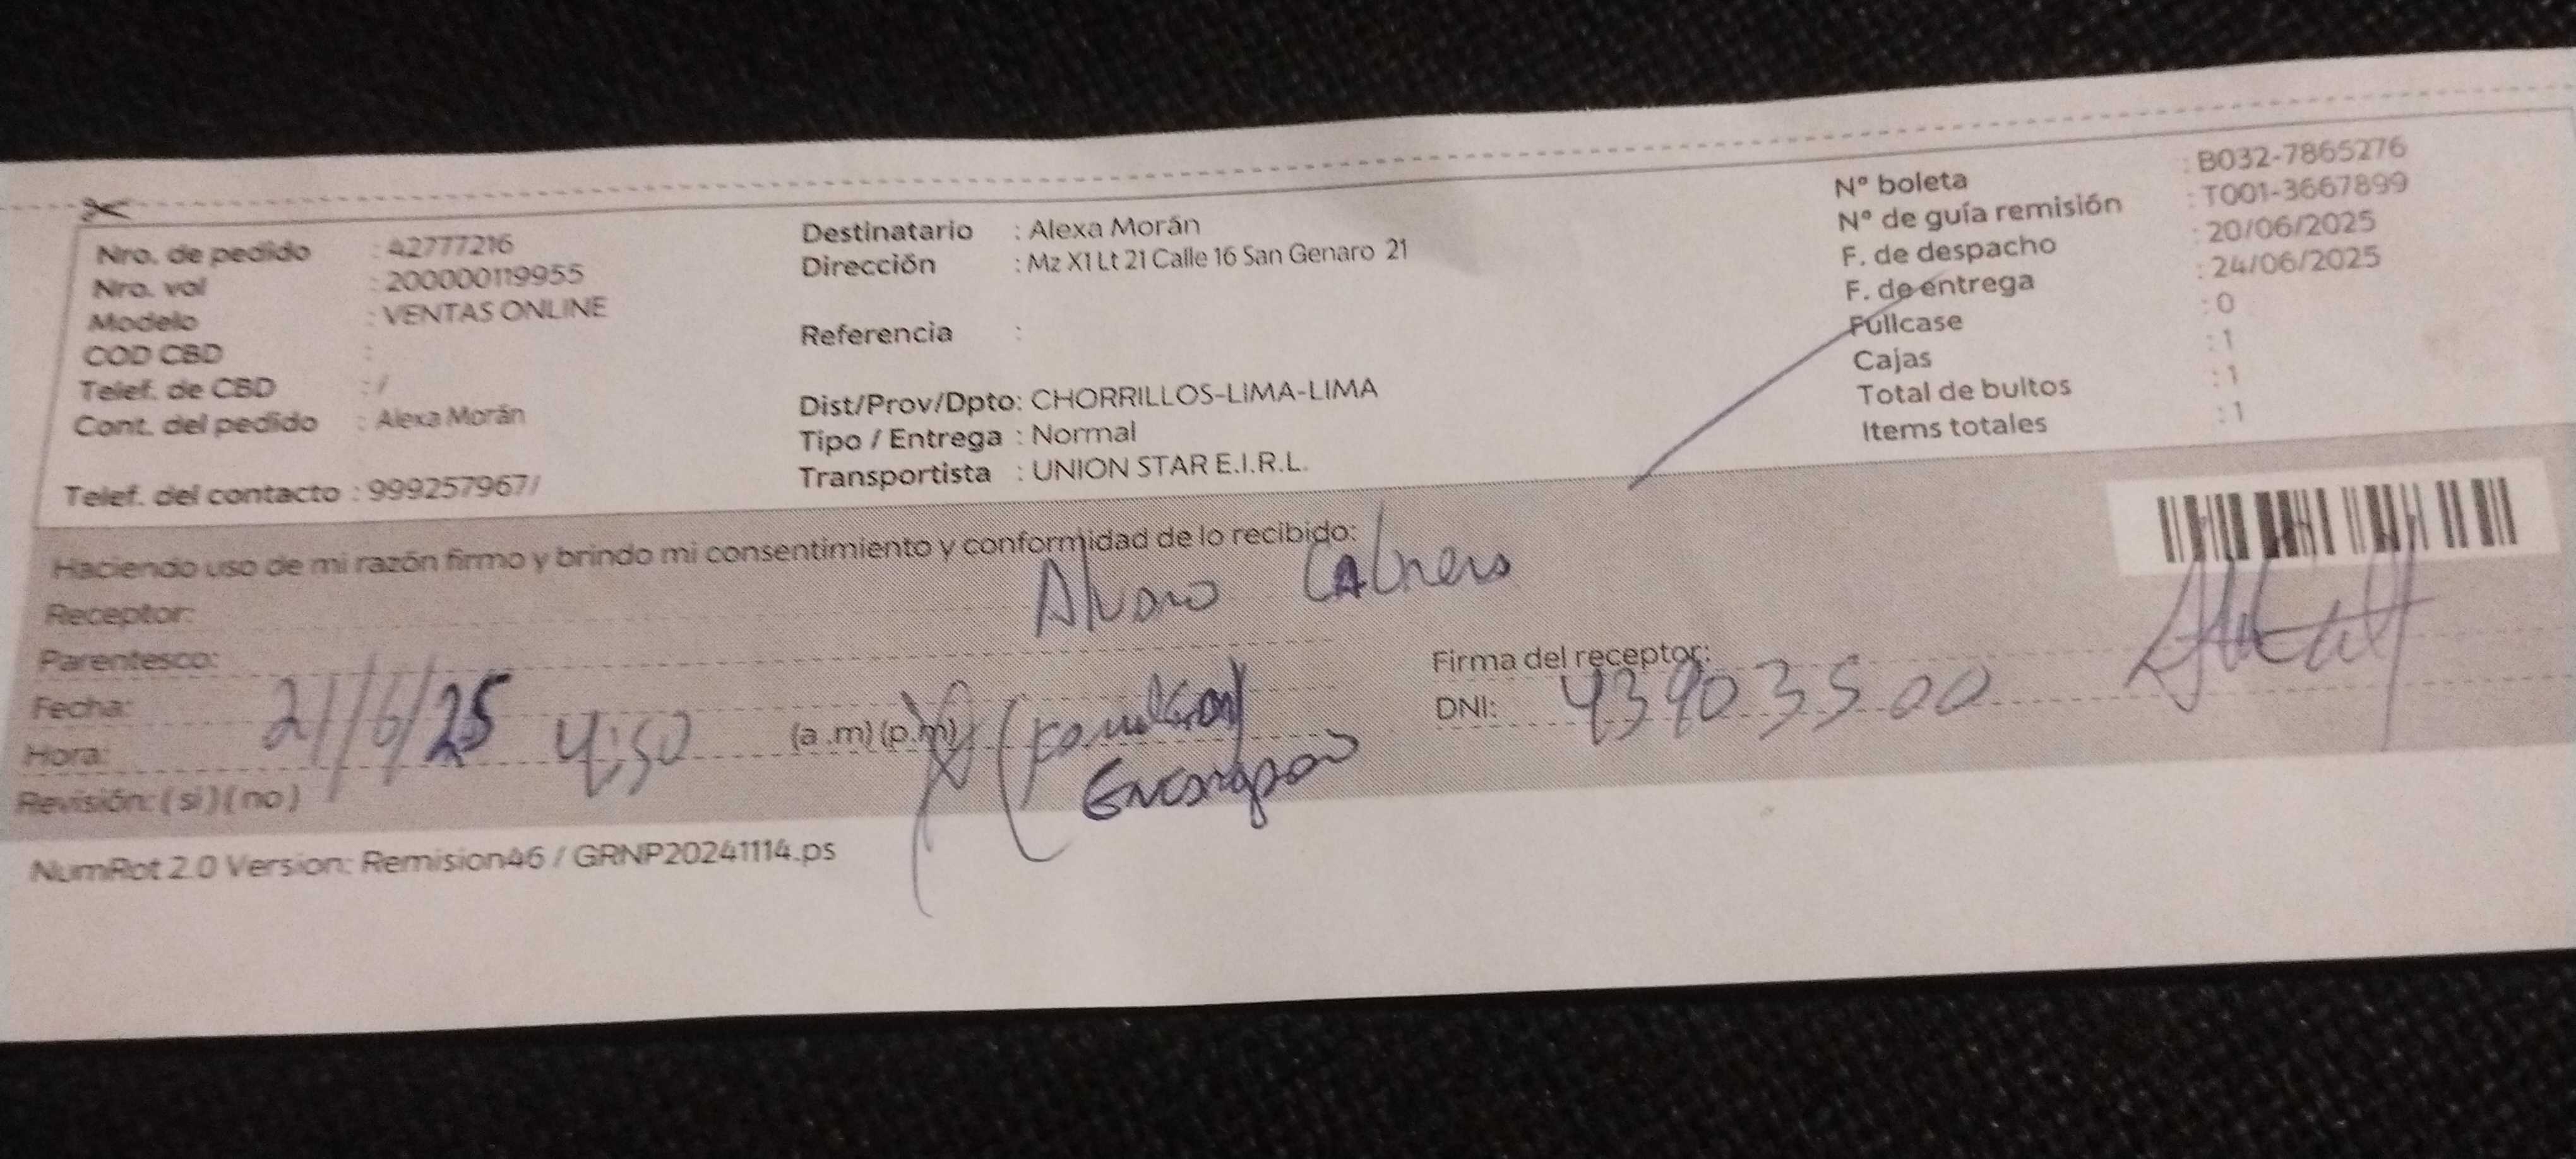 Nro. de pedido : 42777216
Nro. val : 200000119955
Modelo : VENTAS ONLINE
COD CBD :
Telef. de CBD : /
Cont. del pedido : Alexa Morán
Telef. del contacto : 999257967/
Destinatario : Alexa Morán
Dirección : Mz X1 Lt 21 Calle 16 San Genaro 21
Referencia :
Dist/Prov/Dpto: CHORRILLOS-LIMA-LIMA
Tipo / Entrega : Normal
Transportista : UNION STAR E.I.R.L.
Nº boleta : B032-7865276
Nº de guía remisión : T001-3667899
F. de despacho : 20/06/2025
F. de entrega : 24/06/2025
Fullcase : 0
Cajas : 1
Total de bultos : 1
Items totales : 1
Haciendo uso de mi razón firmo y brindo mi consentimiento y conformidad de lo recibido:
Receptor: Alvaro
Parentesco:
Fecha: 21/6/25
Hora: 4:50 (a.m) (p.m)
Revisión: (si) (no)
Firma del receptor:
DNI: 43903500
NumRot 2.0 Version: Remision46 / GRNP20241114.ps